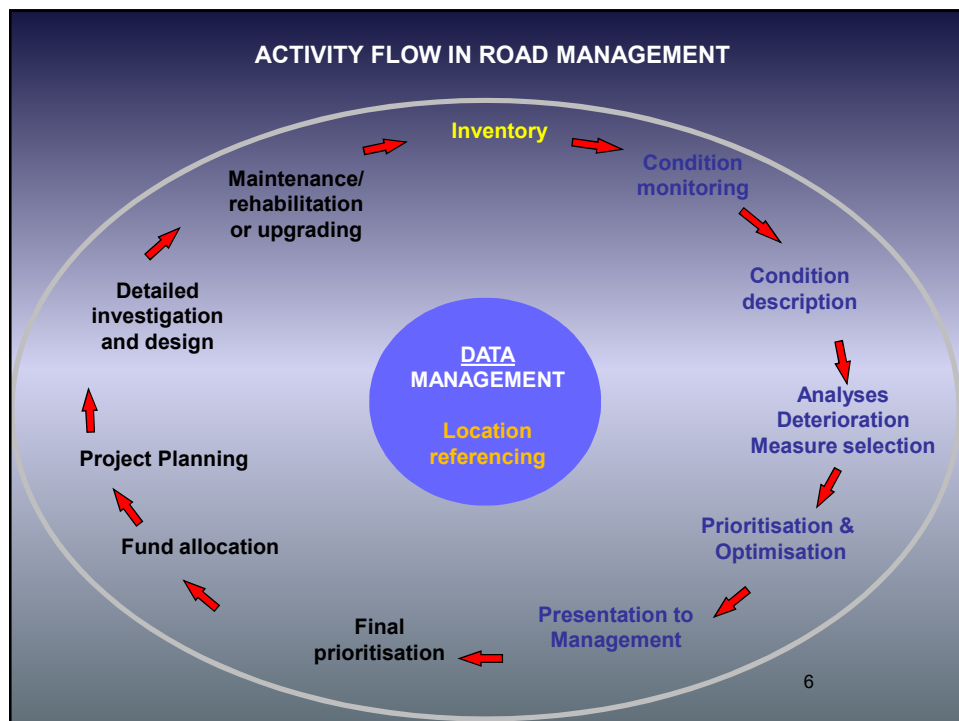 ACTIVITY FLOW IN ROAD MANAGEMENT
Inventory
Condition
monitoring
Condition
description
Analyses
Deterioration
Measure selection
Prioritisation &
Optimisation
Presentation to
Management
Final
prioritisation
Fund allocation
Project Planning
Detailed
investigation
and design
Maintenance/
rehabilitation
or upgrading
DATA
MANAGEMENT
Location
referencing
6